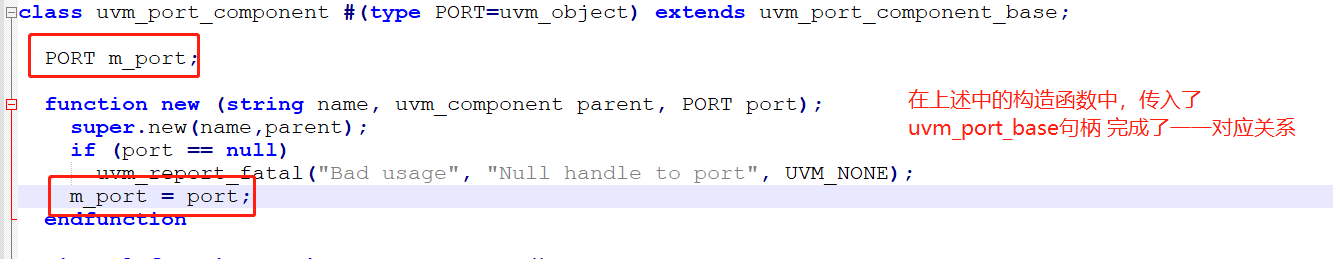 class uvm_port_component #(type PORT=uvm_object) extends uvm_port_component_base;
PORT m_port;
function new (string name, uvm_component parent, PORT port);
super.new(name,parent);
if (port == null)
uvm_report_fatal("Bad usage", "Null handle to port", UVM_NONE);
m_port = port;
endfunction
在上述中的构造函数中，传入了
uvm_port_base句柄 完成了一一对应关系